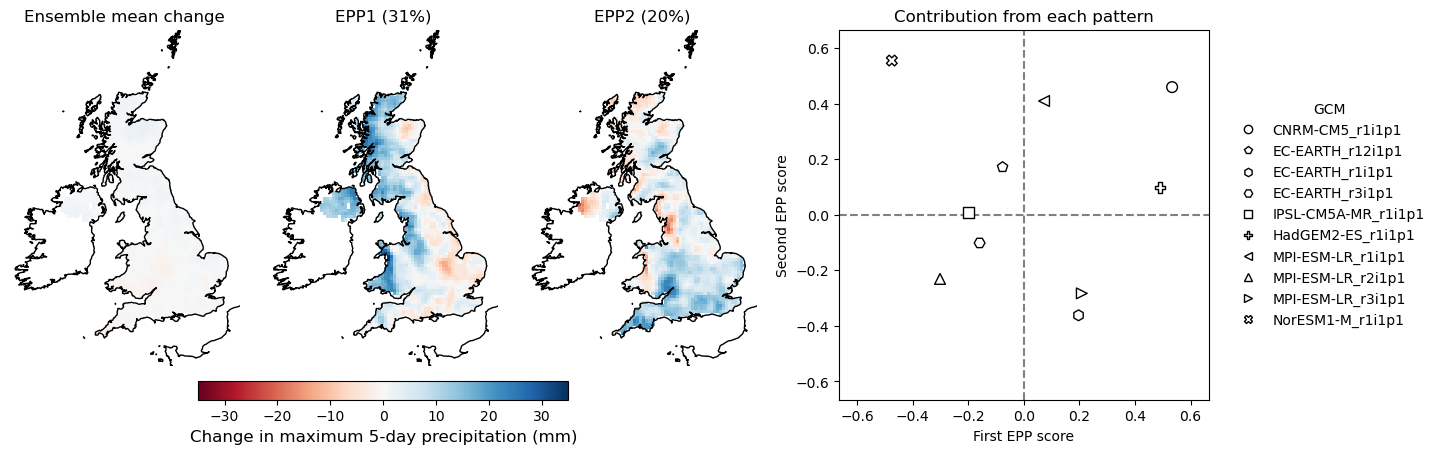 Ensemble mean change
EPP1 (31%)
EPP2 (20%)
−30 −20 −10 0 10 20 30
Change in maximum 5-day precipitation (mm)
Contribution from each pattern
Second EPP score
0.6
0.4
0.2
0.0
−0.2
−0.4
−0.6
−0.6 −0.4 −0.2 0.0 0.2 0.4 0.6
First EPP score
GCM
CNRM-CM5_r1i1p1
EC-EARTH_r12i1p1
EC-EARTH_r1i1p1
EC-EARTH_r3i1p1
IPSL-CM5A-MR_r1i1p1
HadGEM2-ES_r1i1p1
MPI-ESM-LR_r1i1p1
MPI-ESM-LR_r2i1p1
MPI-ESM-LR_r3i1p1
NorESM1-M_r1i1p1